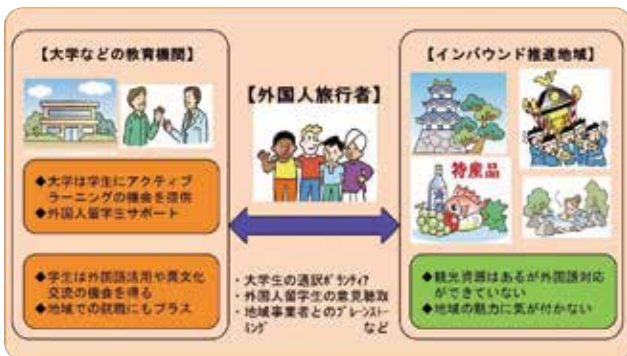 【大学などの教育機関】
◆大学は学生にアクティブ
ラーニングの機会を提供
◆外国人留学生サポート
◆学生は外国語活用や異文化
交流の機会を得る
◆地域での就職にもプラス
【外国人旅行者】
・大学生の通訳ﾎﾞﾗﾝﾃｨｱ
・外国人留学生の意見聴取
・地域事業者とのﾌﾞﾚｰﾝｽﾄｰ
ﾐﾝｸﾞ など
【インバウンド推進地域】
特産品
◆観光資源はあるが外国語対応
ができていない
◆地域の魅力に気が付かない